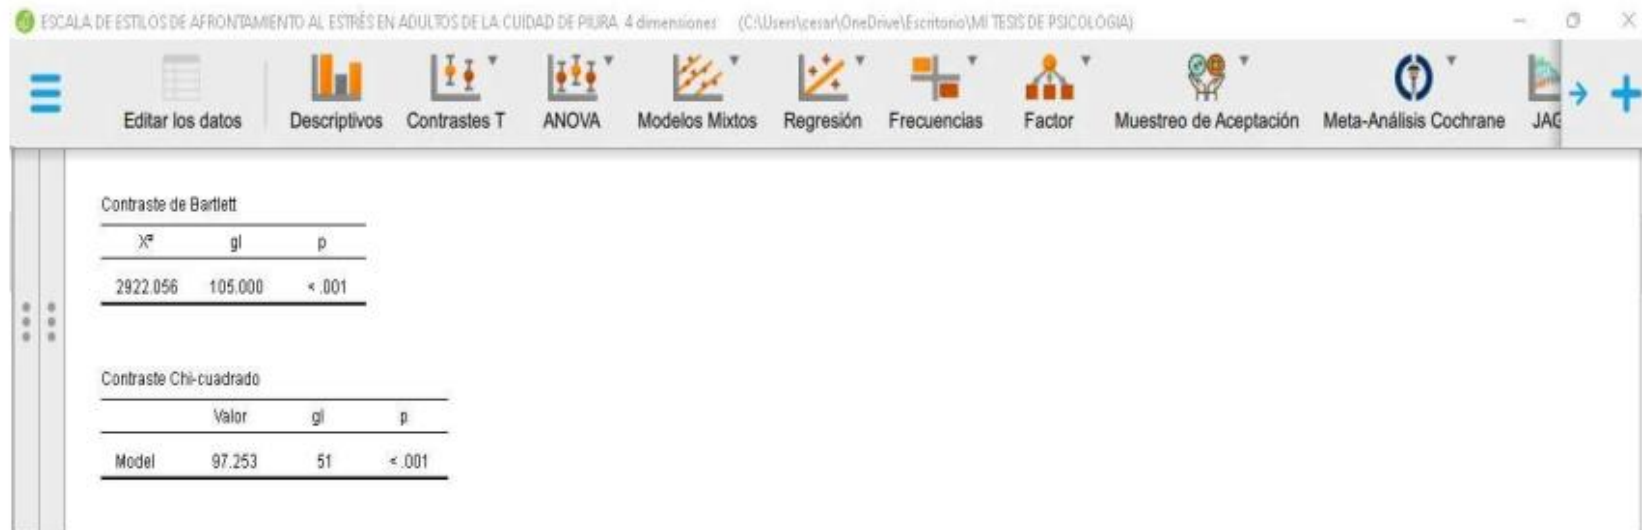 ESCALA DE ESTILOS DE AFRONTAMIENTO AL ESTRÉS EN ADULTOS DE LA CUIDAD DE PIURA. 4 dimensiones (C:\Users\cesar\OneDrive\Escritorio\MI TESIS DE PSICOLOGIA)
Editar los datos Descriptivos Contrastes T ANOVA Modelos Mixtos Regresión Frecuencias Factor Muestreo de Aceptación Meta-Análisis Cochrane JAG
Contraste de Bartlett
X² gl p
2922.056 105.000 < .001
Contraste Chi-cuadrado
Valor gl p
Model 97.253 51 < .001